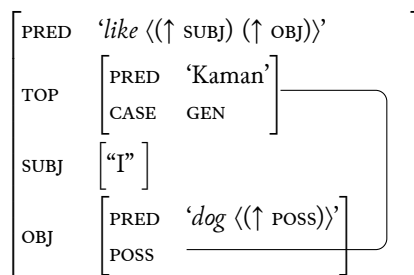 PRED ‘like ⟨(↑ SUBJ) (↑ OBJ)⟩’
TOP PRED ‘Kaman’
CASE GEN
SUBJ “I”
OBJ PRED ‘dog ⟨(↑ POSS)⟩’
POSS